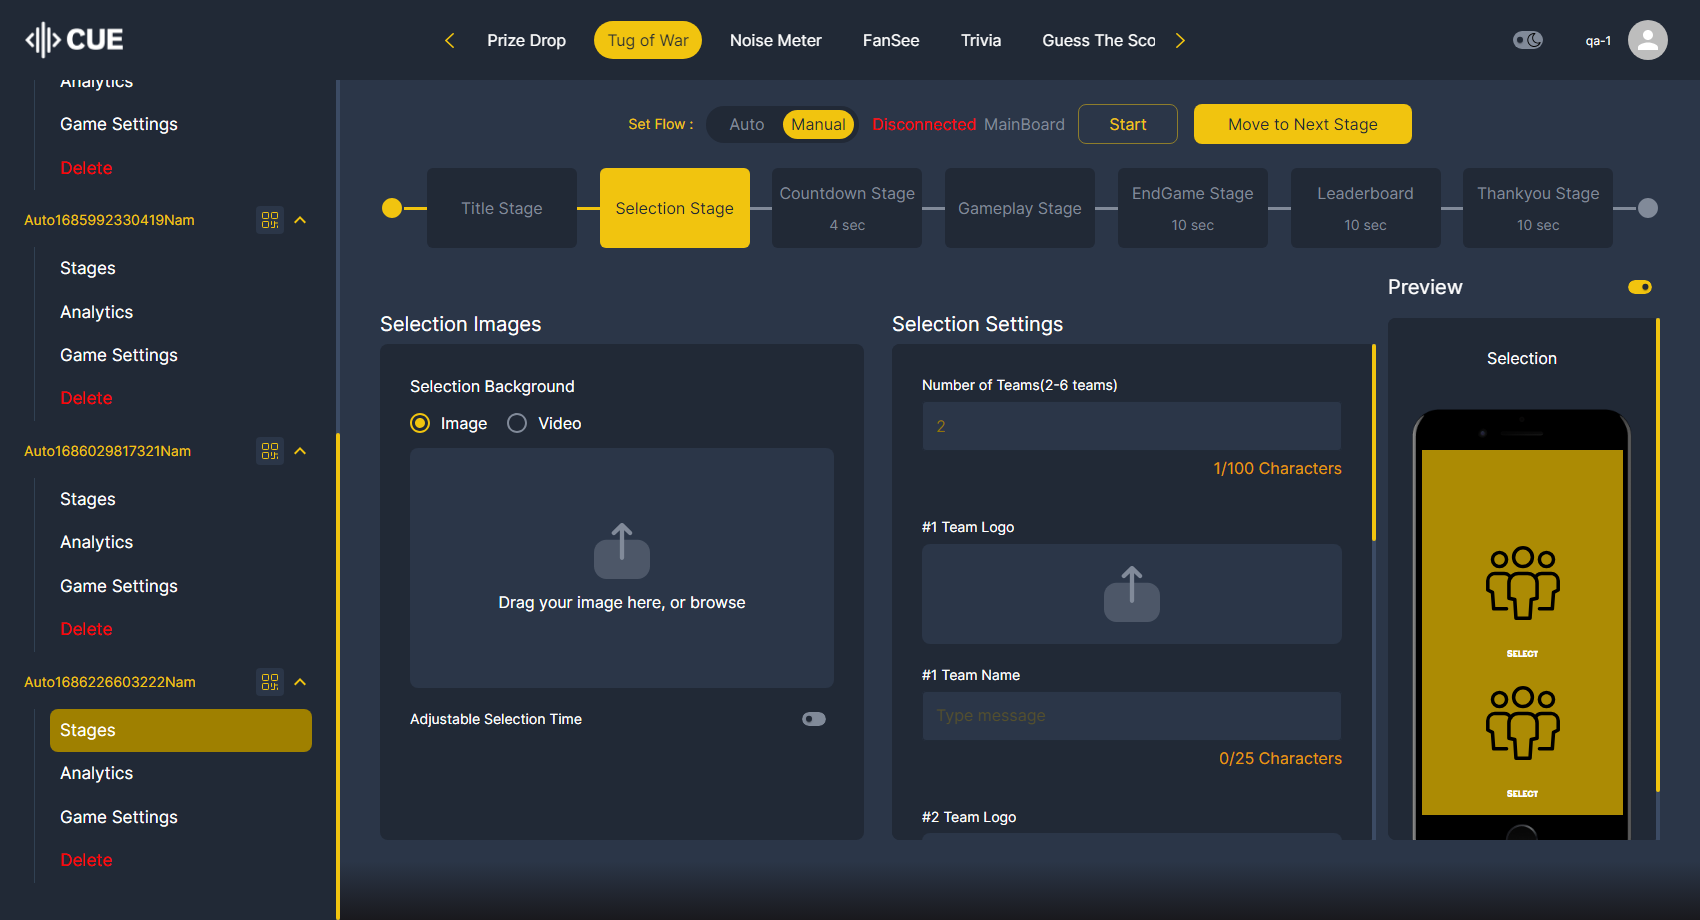 CUE
Prize Drop
Tug of War
Noise Meter
FanSee
Trivia
Guess The Sco
qa-1
Analytics
Game Settings
Delete
Auto1685992330419Nam
Stages
Analytics
Game Settings
Delete
Auto1686029817321Nam
Stages
Analytics
Game Settings
Delete
Auto1686226603222Nam
Stages
Analytics
Game Settings
Delete
Set Flow :
Auto
Manual
Disconnected MainBoard
Start
Move to Next Stage
Title Stage
Selection Stage
Countdown Stage
4 sec
Gameplay Stage
EndGame Stage
10 sec
Leaderboard
10 sec
Thankyou Stage
10 sec
Selection Images
Selection Background
Image
Video
Drag your image here, or browse
Adjustable Selection Time
Selection Settings
Number of Teams(2-6 teams)
2
1/100 Characters
#1 Team Logo
#1 Team Name
Type message
0/25 Characters
#2 Team Logo
Preview
Selection
SELECT
SELECT